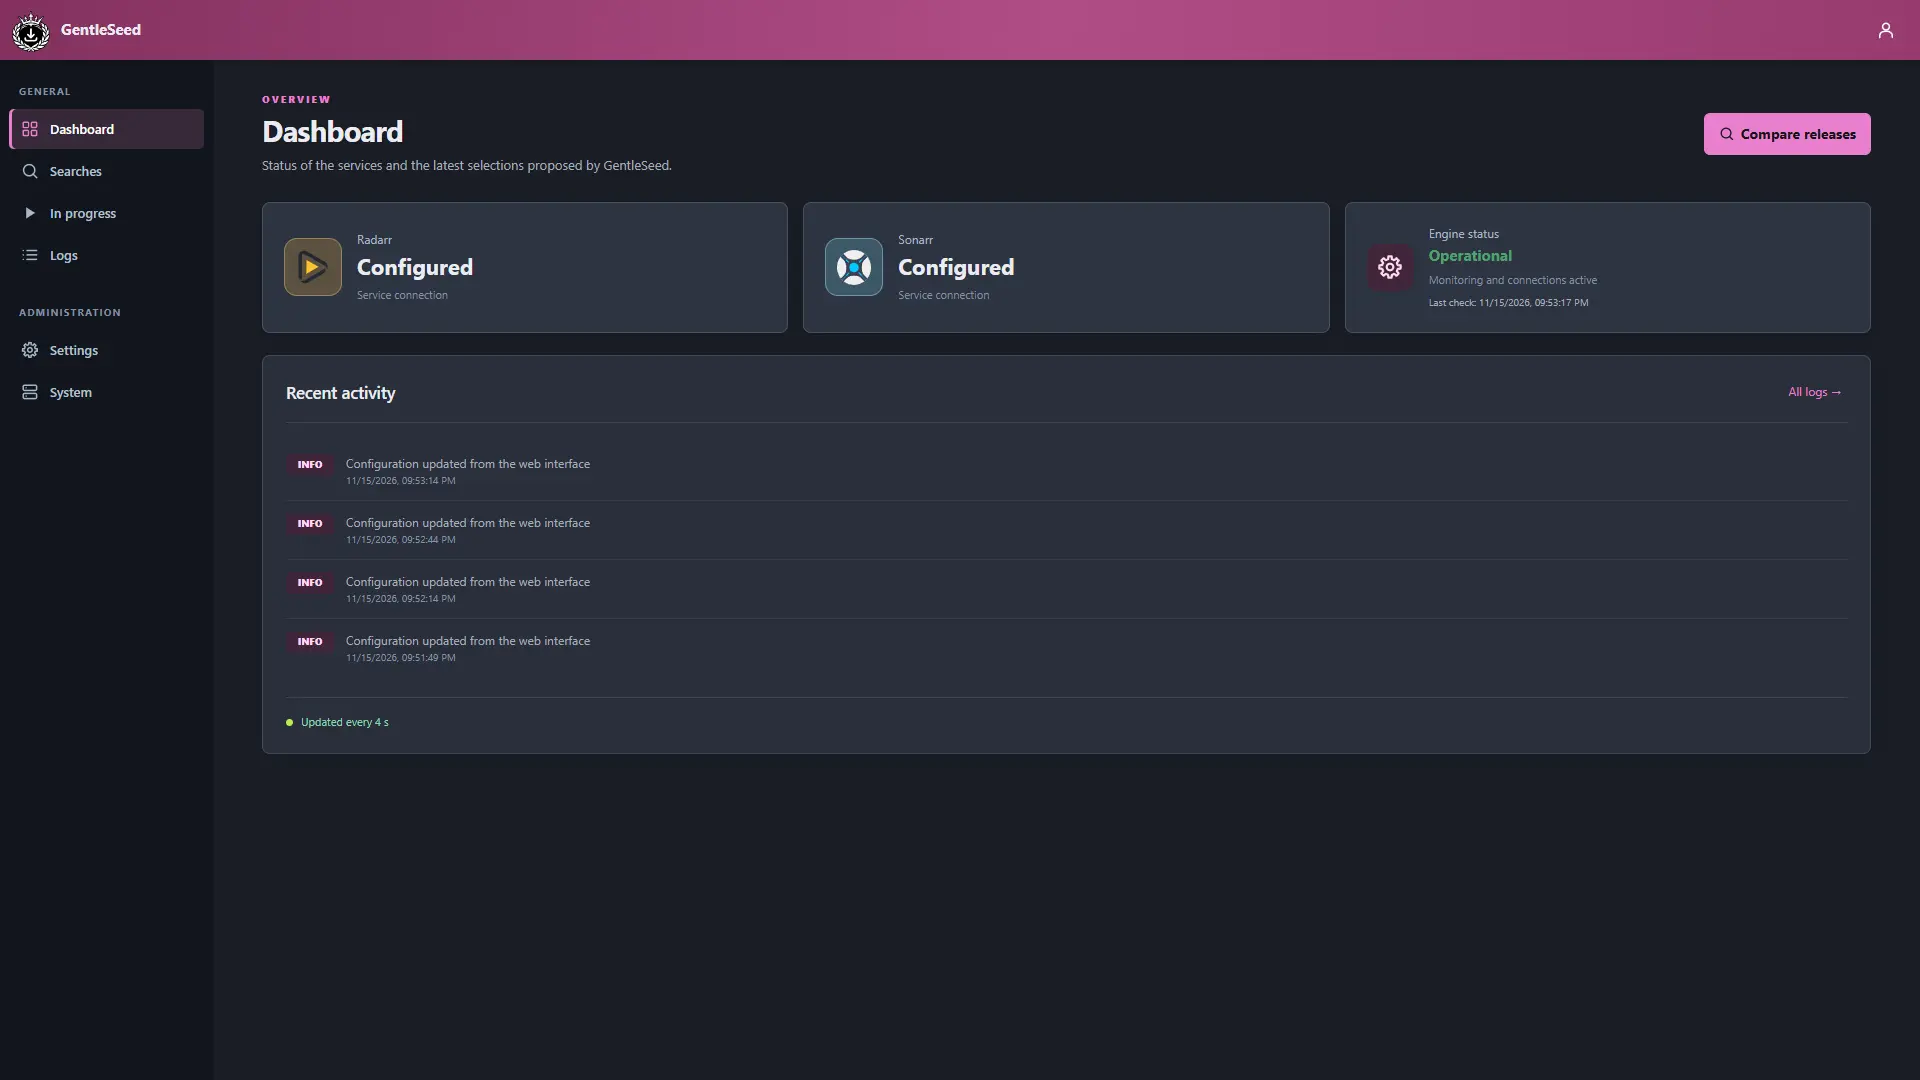 GentleSeed
GENERAL
Dashboard
Searches
In progress
Logs
ADMINISTRATION
Settings
System
OVERVIEW
Dashboard
Status of the services and the latest selections proposed by GentleSeed.
Compare releases
Radarr
Configured
Service connection
Sonarr
Configured
Service connection
Engine status
Operational
Monitoring and connections active
Last check: 11/15/2026, 09:53:17 PM
Recent activity
All logs →
INFO
Configuration updated from the web interface
11/15/2026, 09:53:14 PM
INFO
Configuration updated from the web interface
11/15/2026, 09:52:44 PM
INFO
Configuration updated from the web interface
11/15/2026, 09:52:14 PM
INFO
Configuration updated from the web interface
11/15/2026, 09:51:49 PM
Updated every 4 s